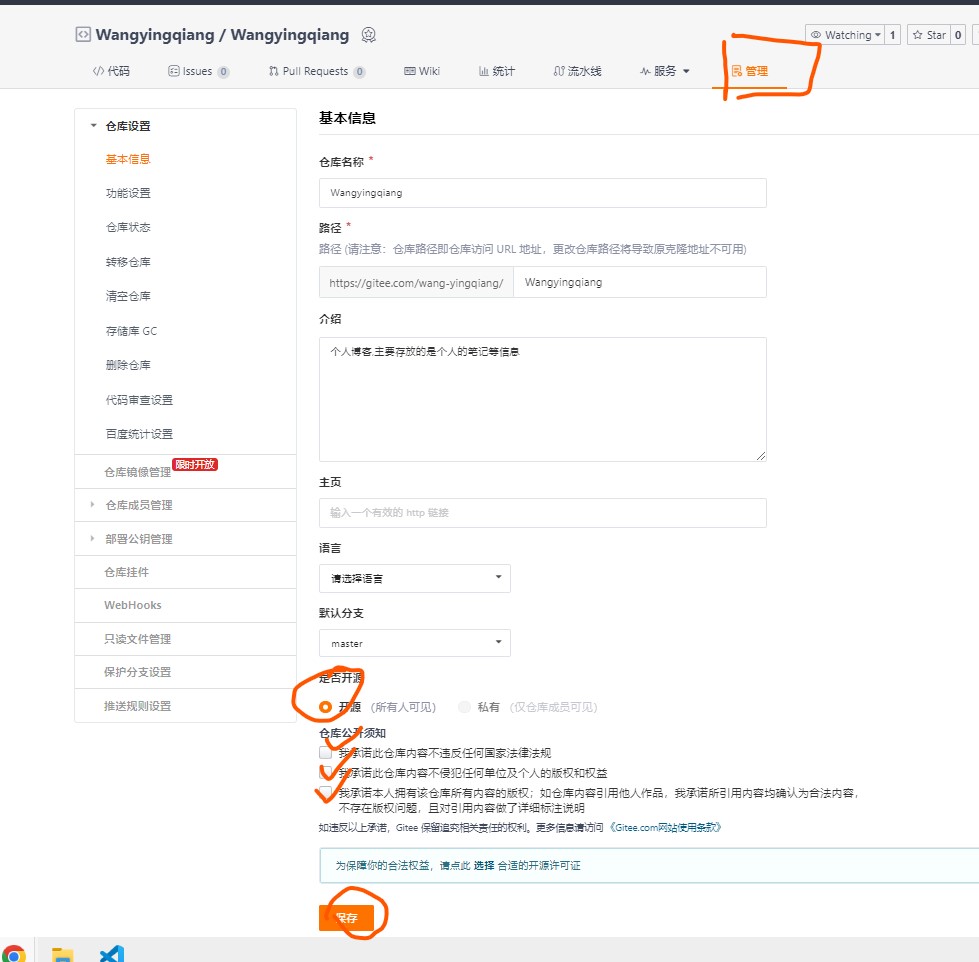 Wangyingqiang / Wangyingqiang
Watching 1 Star 0
代码 Issues 0 Pull Requests 0 Wiki 统计 流水线 服务 管理
仓库设置
基本信息
功能设置
仓库状态
转移仓库
清空仓库
存储库 GC
删除仓库
代码审查设置
百度统计设置
仓库镜像管理 限时开放
仓库成员管理
部署公钥管理
仓库挂件
WebHooks
只读文件管理
保护分支设置
推送规则设置
基本信息
仓库名称 *
Wangyingqiang
路径 *
路径 (请注意：仓库路径即仓库访问 URL 地址，更改仓库路径将导致原克隆地址不可用)
https://gitee.com/wang-yingqiang/ Wangyingqiang
介绍
个人博客,主要存放的是个人的笔记等信息
主页
输入一个有效的 http 链接
语言
请选择语言
默认分支
master
是否开源
开源 (所有人可见) 私有 (仅仓库成员可见)
仓库公开须知
我承诺此仓库内容不违反任何国家法律法规
我承诺此仓库内容不侵犯任何单位及个人的版权和权益
我承诺本人拥有该仓库所有内容的版权；如仓库内容引用他人作品，我承诺所引用内容均确认为合法内容，
不存在版权问题，且对引用内容做了详细标注说明
如违反以上承诺，Gitee 保留追究相关责任的权利。更多信息请访问 《Gitee.com网站使用条款》
为保障你的合法权益，请点此 选择 合适的开源许可证
保存